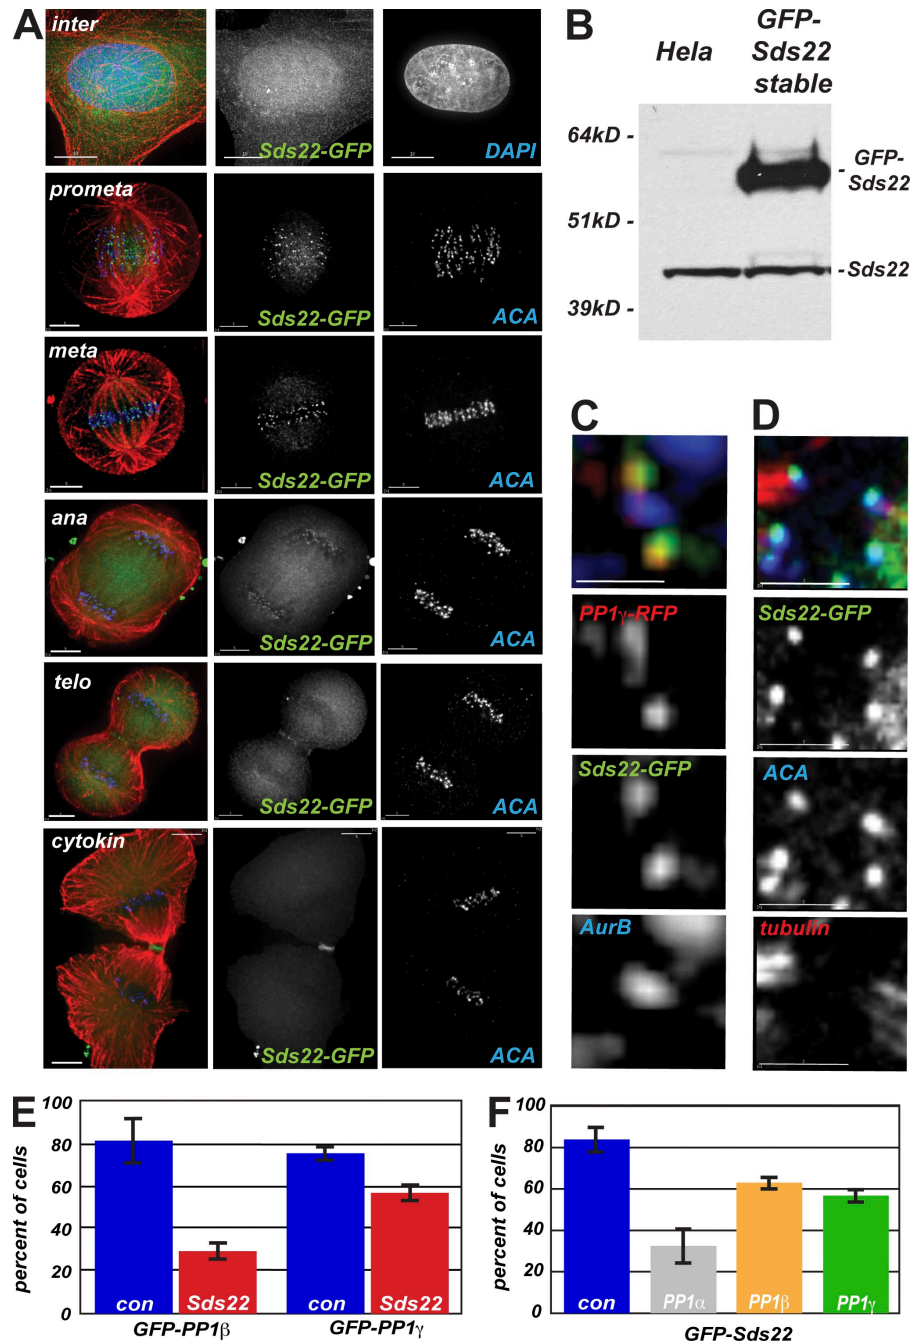 A
inter
Sds22-GFP
DAPI
prometa
Sds22-GFP
ACA
meta
Sds22-GFP
ACA
ana
Sds22-GFP
ACA
telo
Sds22-GFP
ACA
cytokin
Sds22-GFP
ACA
B
Hela
GFP-
Sds22
stable
64kD -
51kD -
39kD -
- GFP-
Sds22
-Sds22
C
PP1γ-RFP
Sds22-GFP
AurB
D
Sds22-GFP
ACA
tubulin
E
percent of cells
100
80
60
40
20
0
con
Sds22
con
Sds22
GFP-PP1β
GFP-PP1γ
F
percent of cells
100
80
60
40
20
0
con
PP1α
PP1β
PP1γ
GFP-Sds22